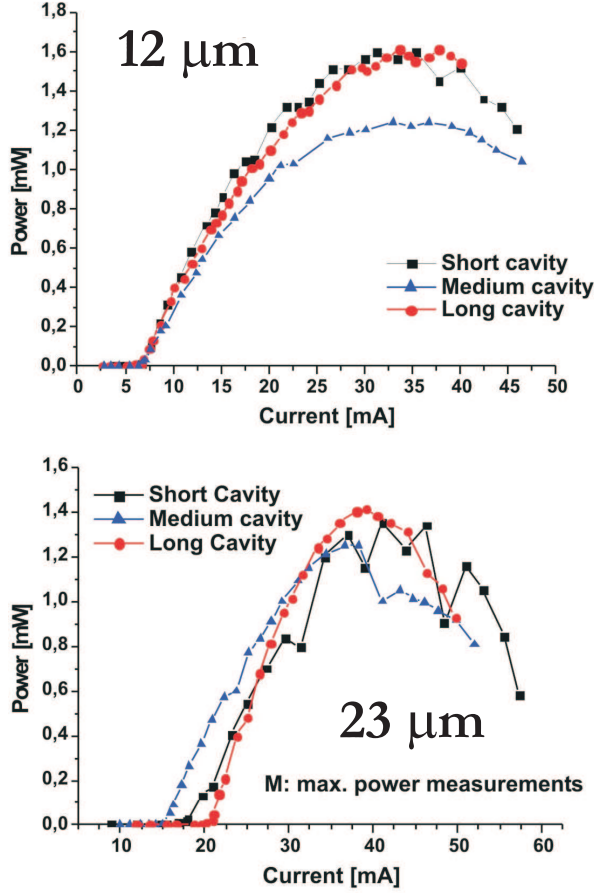 12 µm
1,8
1,6
1,4
1,2
1,0
0,8
0,6
0,4
0,2
0,0
Power [mW]
Short cavity
Medium cavity
Long cavity
0 5 10 15 20 25 30 35 40 45 50
Current [mA]
1,6
1,4
1,2
1,0
0,8
0,6
0,4
0,2
0,0
Power [mW]
Short Cavity
Medium cavity
Long Cavity
23 µm
M: max. power measurements
10 20 30 40 50 60
Current [mA]